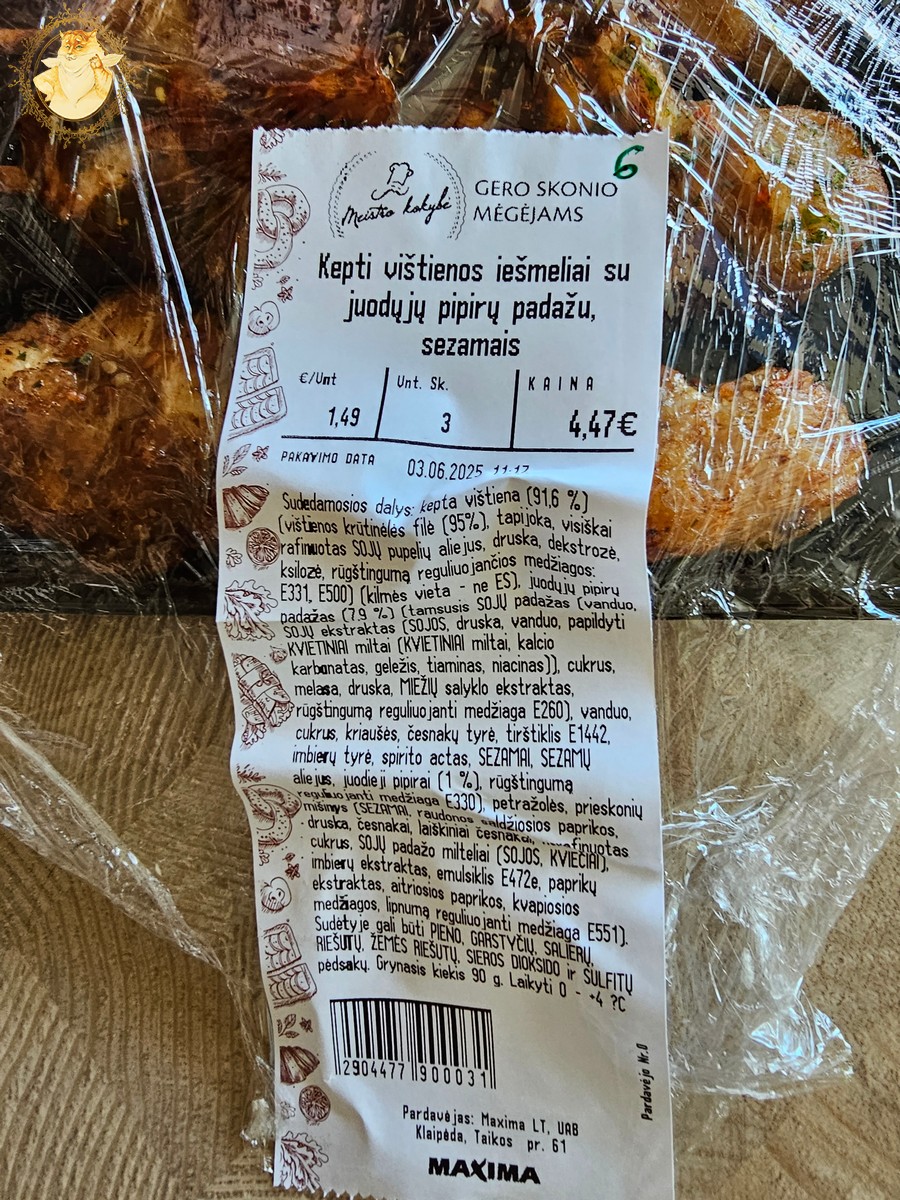 6
Meistro kokybė
GERO SKONIO
MĖGĖJAMS
Kepti vištienos iešmeliai su
juodųjų pipirų padažu,
sezamais
€/Unt Unt. Sk. KAINA
1,49 3 4,47€
PAKAVIMO DATA 03.06.2025 11:17
Sudedamosios dalys: kepta vištiena (91,6 %)
(vištienos krūtinėlės filė (95%), tapijoka, visiškai
rafinuotas SOJŲ pupelių aliejus, druska, dekstrozė,
ksilozė, rūgštingumą reguliuojančios medžiagos:
E331, E500) (kilmės vieta - ne ES), juodųjų pipirų
padažas (7,9 %) (tamsusis SOJŲ padažas (vanduo,
SOJŲ ekstraktas (SOJOS, druska, vanduo, papildyti
KVIETINIAI miltai (KVIETINIAI miltai, kalcio
karbonatas, geležis, tiaminas, niacinas)), cukrus,
melasa, druska, MIEŽIŲ salyklo ekstraktas,
rūgštingumą reguliuojanti medžiaga E260), vanduo,
cukrus, kriaušės, česnakų tyrė, tirštiklis E1442,
imbierų tyrė, spirito actas, SEZAMAI, SEZAMŲ
aliejus, juodieji pipirai (1 %), rūgštingumą
reguliuojanti medžiaga E330), petražolės, prieskonių
mišinys (SEZAMAI, raudonos saldžiosios paprikos,
druska, česnakai, laiškiniai česnakai, nerafinuotas
cukrus, SOJŲ padažo milteliai (SOJOS, KVIEČIAI),
imbierų ekstraktas, emulsiklis E472e, paprikų
ekstraktas, aitriosios paprikos, kvapiosios
medžiagos, lipnumą reguliuojanti medžiaga E551).
Sudėtyje gali būti PIENO, GARSTYČIŲ, SALIERŲ,
RIEŠUTŲ, ŽEMĖS RIEŠUTŲ, SIEROS DIOKSIDO ir SULFITŲ
pėdsakų. Grynasis kiekis 90 g. Laikyti 0 - +4 ?C
2904477 900031
Pardavėjo Nr.0
Pardavėjas: Maxima LT, UAB
Klaipėda, Taikos pr. 61
MAXIMA